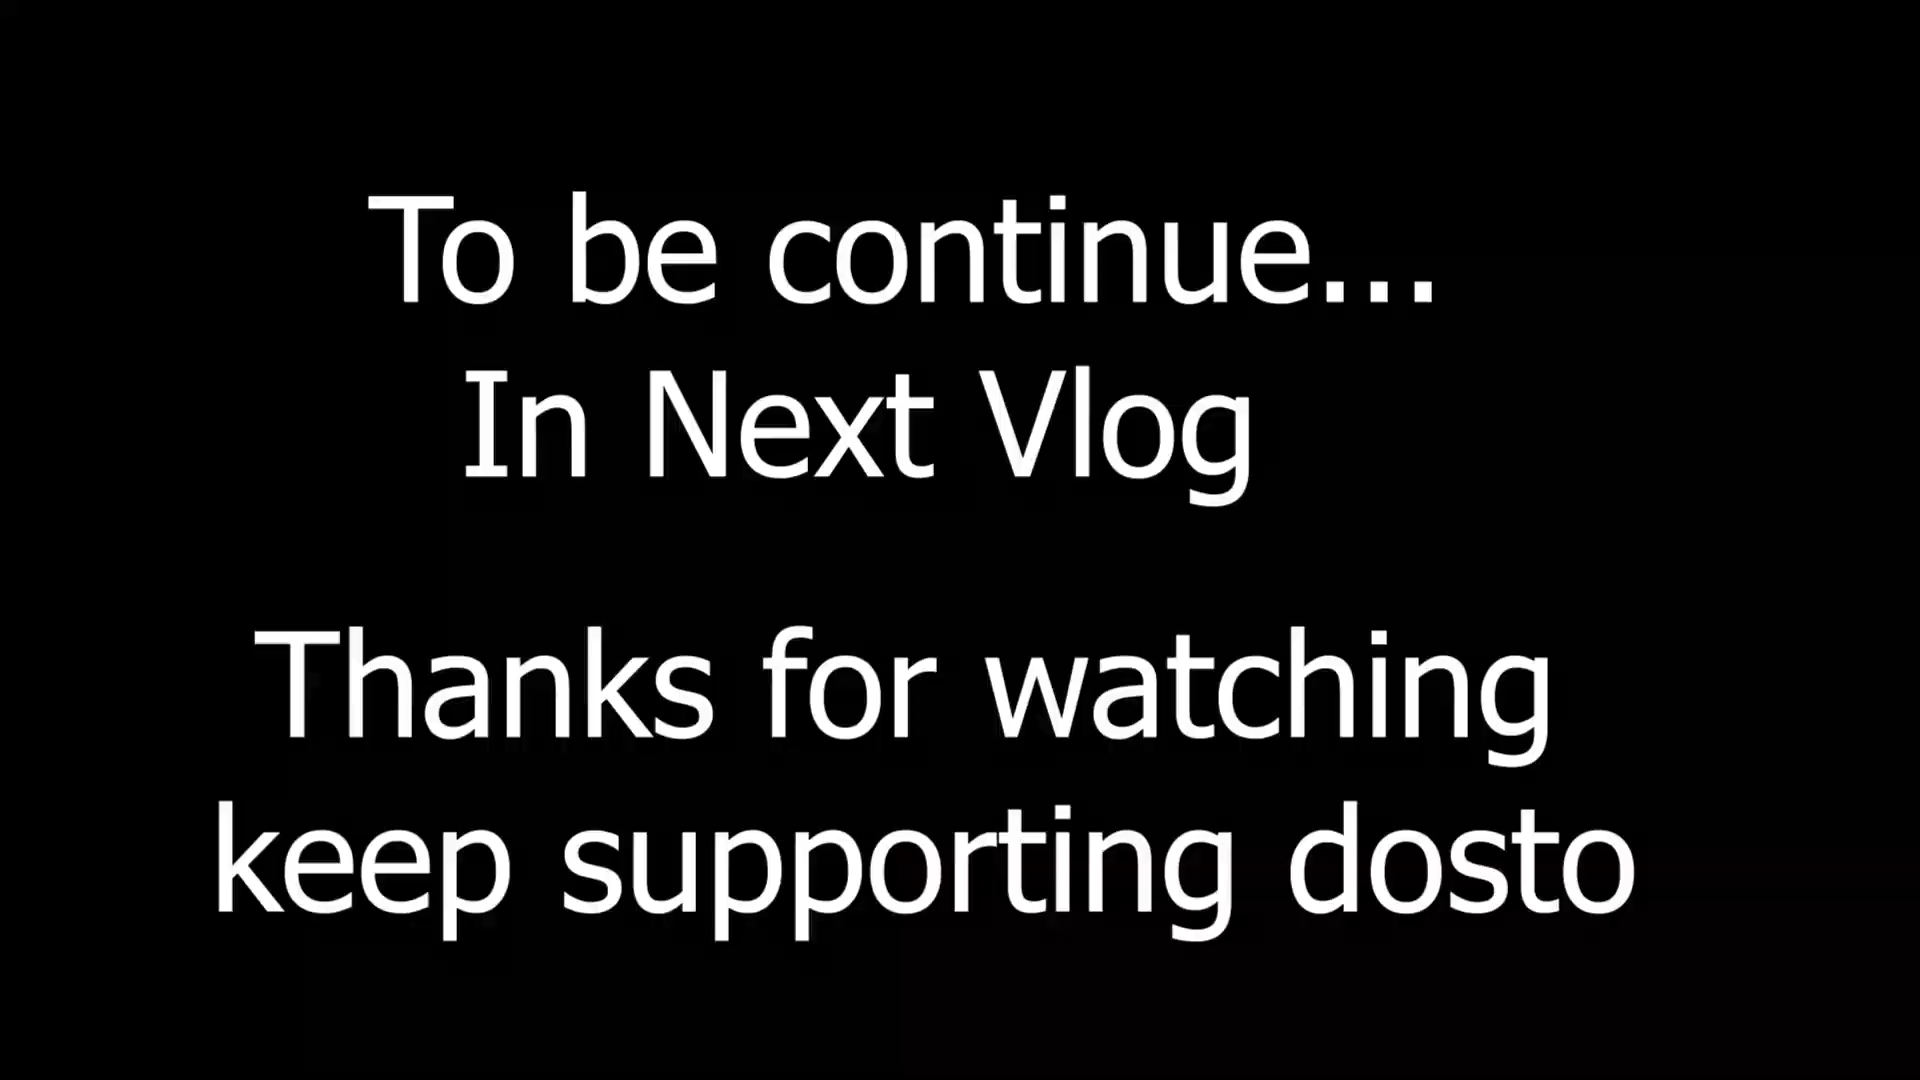 To be continue...
In Next Vlog
Thanks for watching
keep supporting dosto